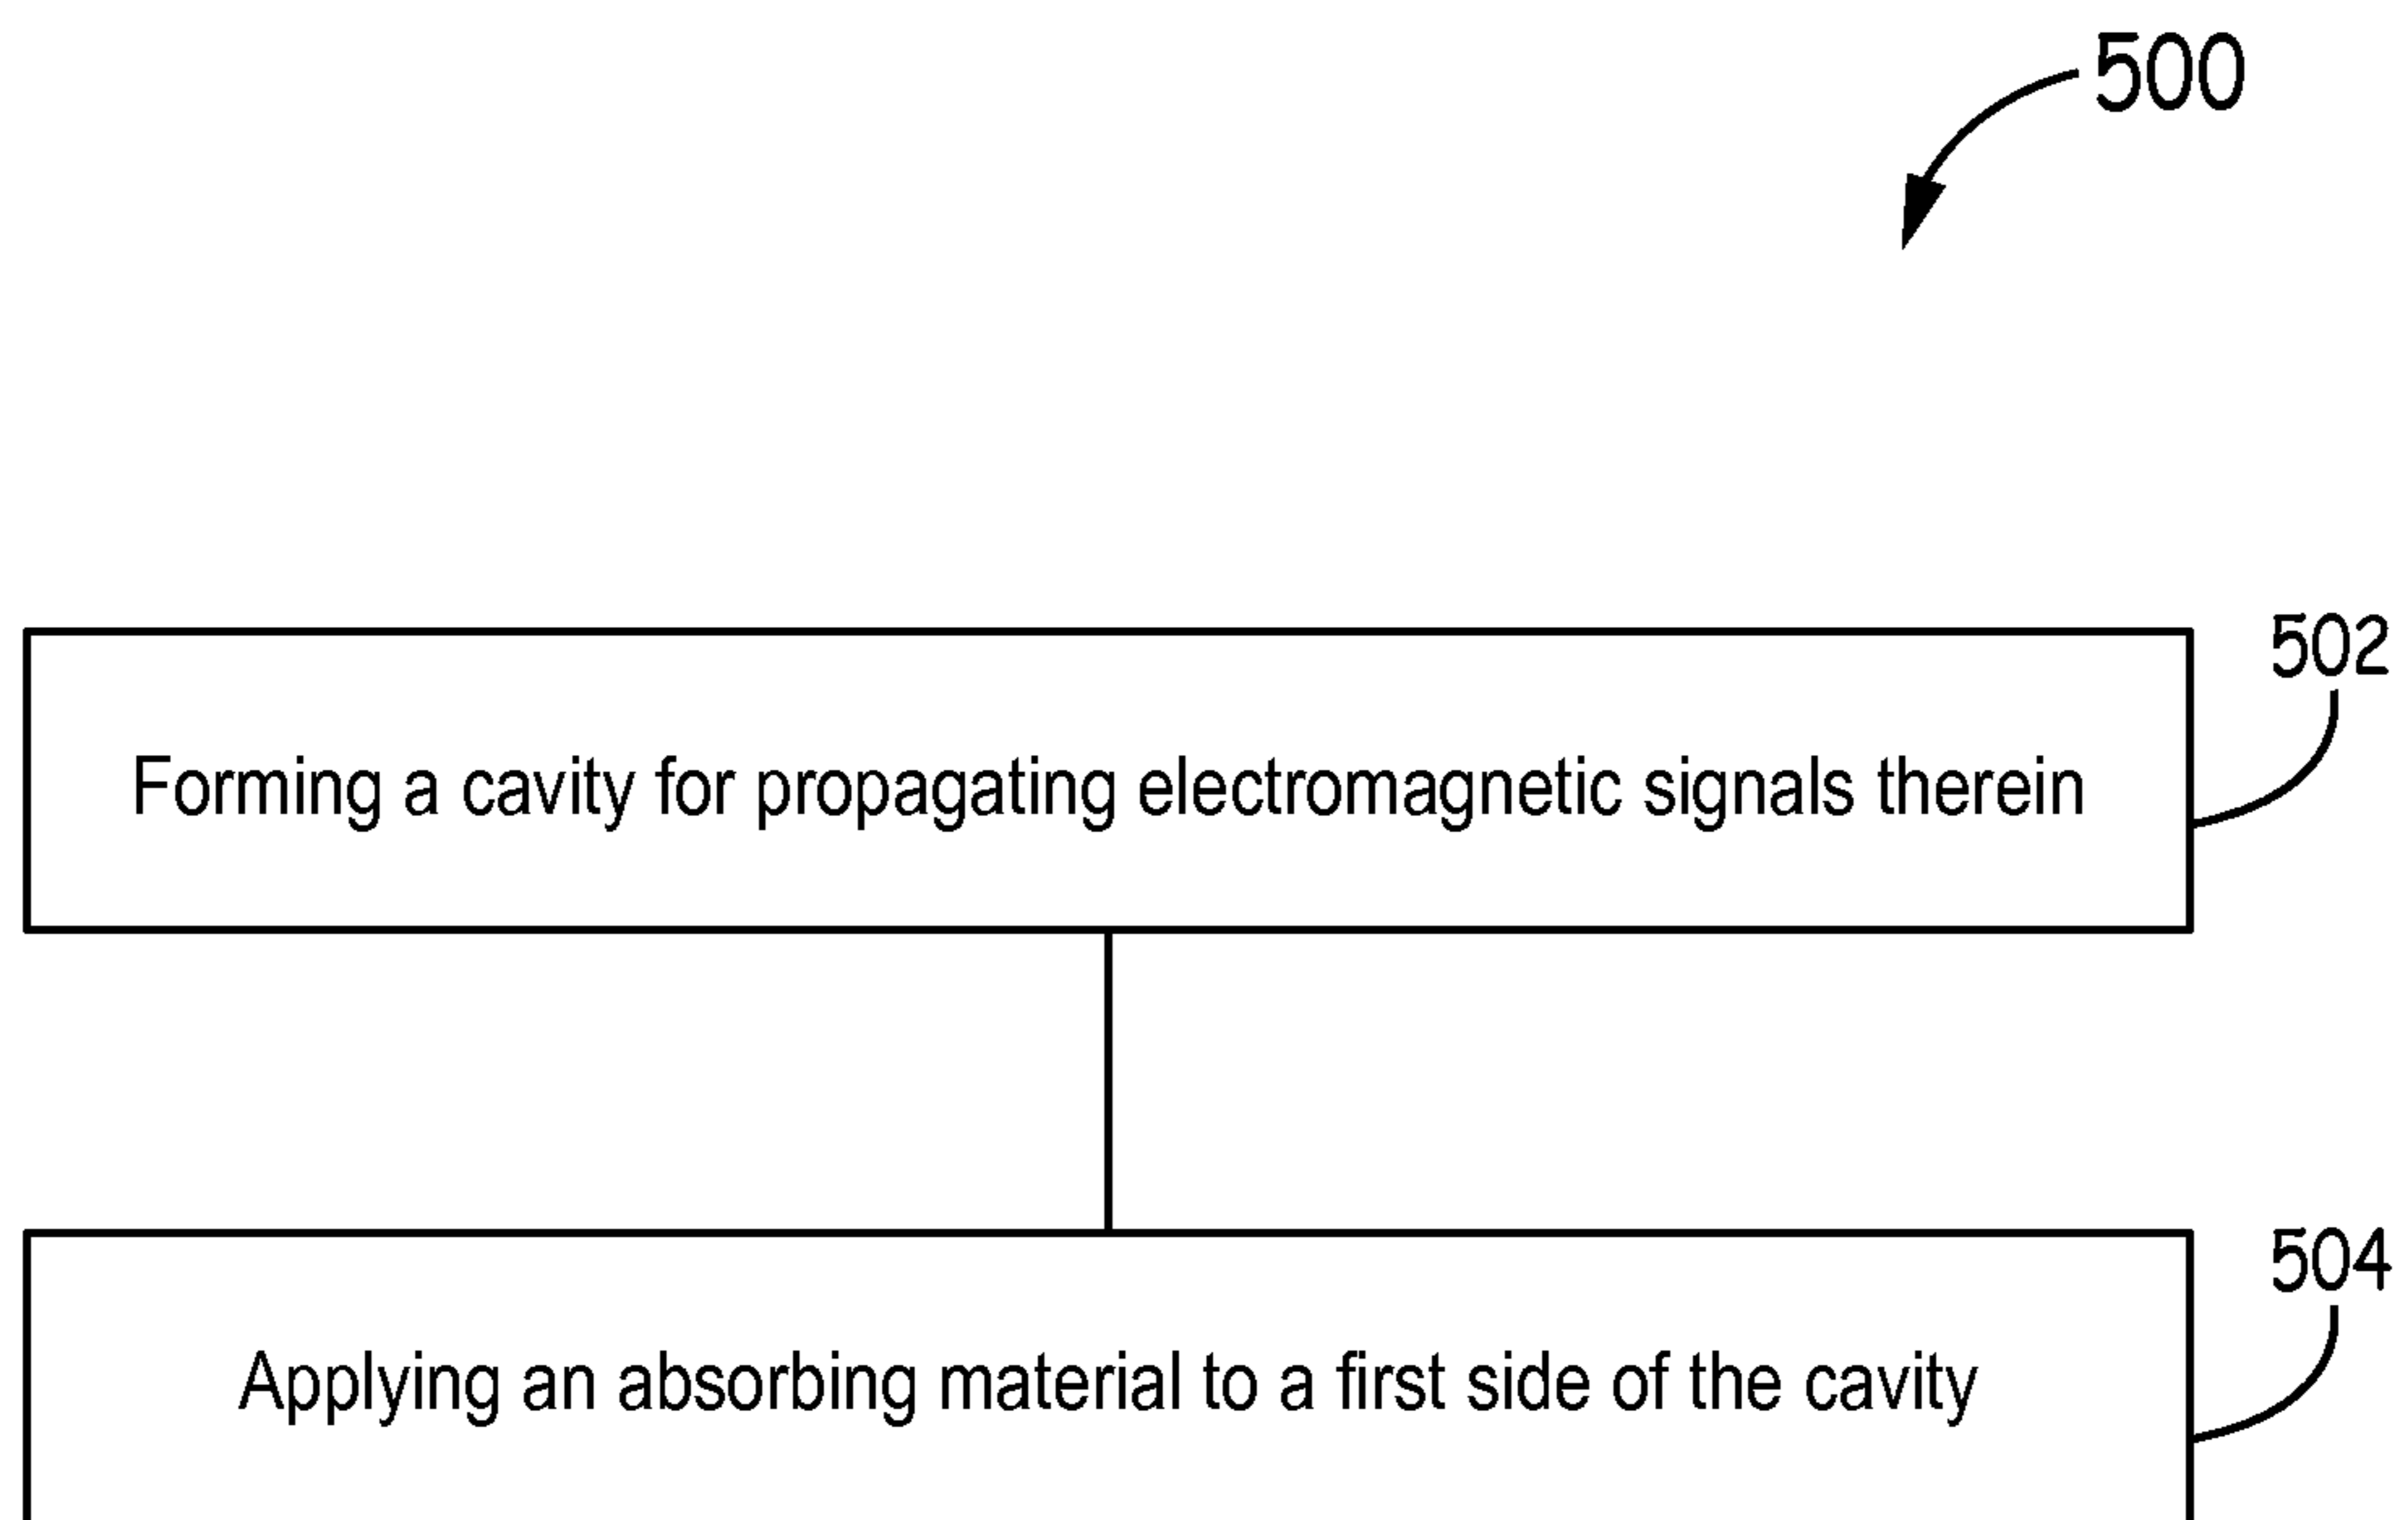 500
502
Forming a cavity for propagating electromagnetic signals therein
504
Applying an absorbing material to a first side of the cavity